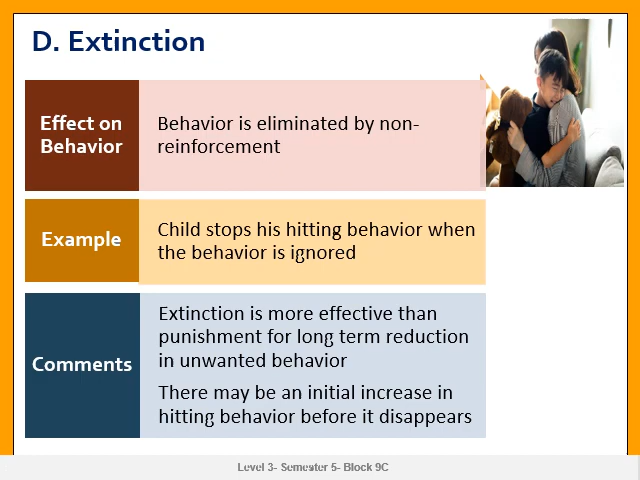 D. Extinction
Effect on
Behavior
Behavior is eliminated by non-
reinforcement
Example
Child stops his hitting behavior when
the behavior is ignored
Comments
Extinction is more effective than
punishment for long term reduction
in unwanted behavior
There may be an initial increase in
hitting behavior before it disappears
Level 3- Semester 5- Block 9C